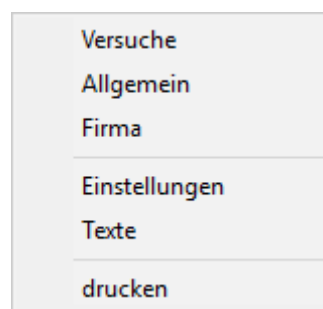 Versuche
Allgemein
Firma
Einstellungen
Texte
drucken